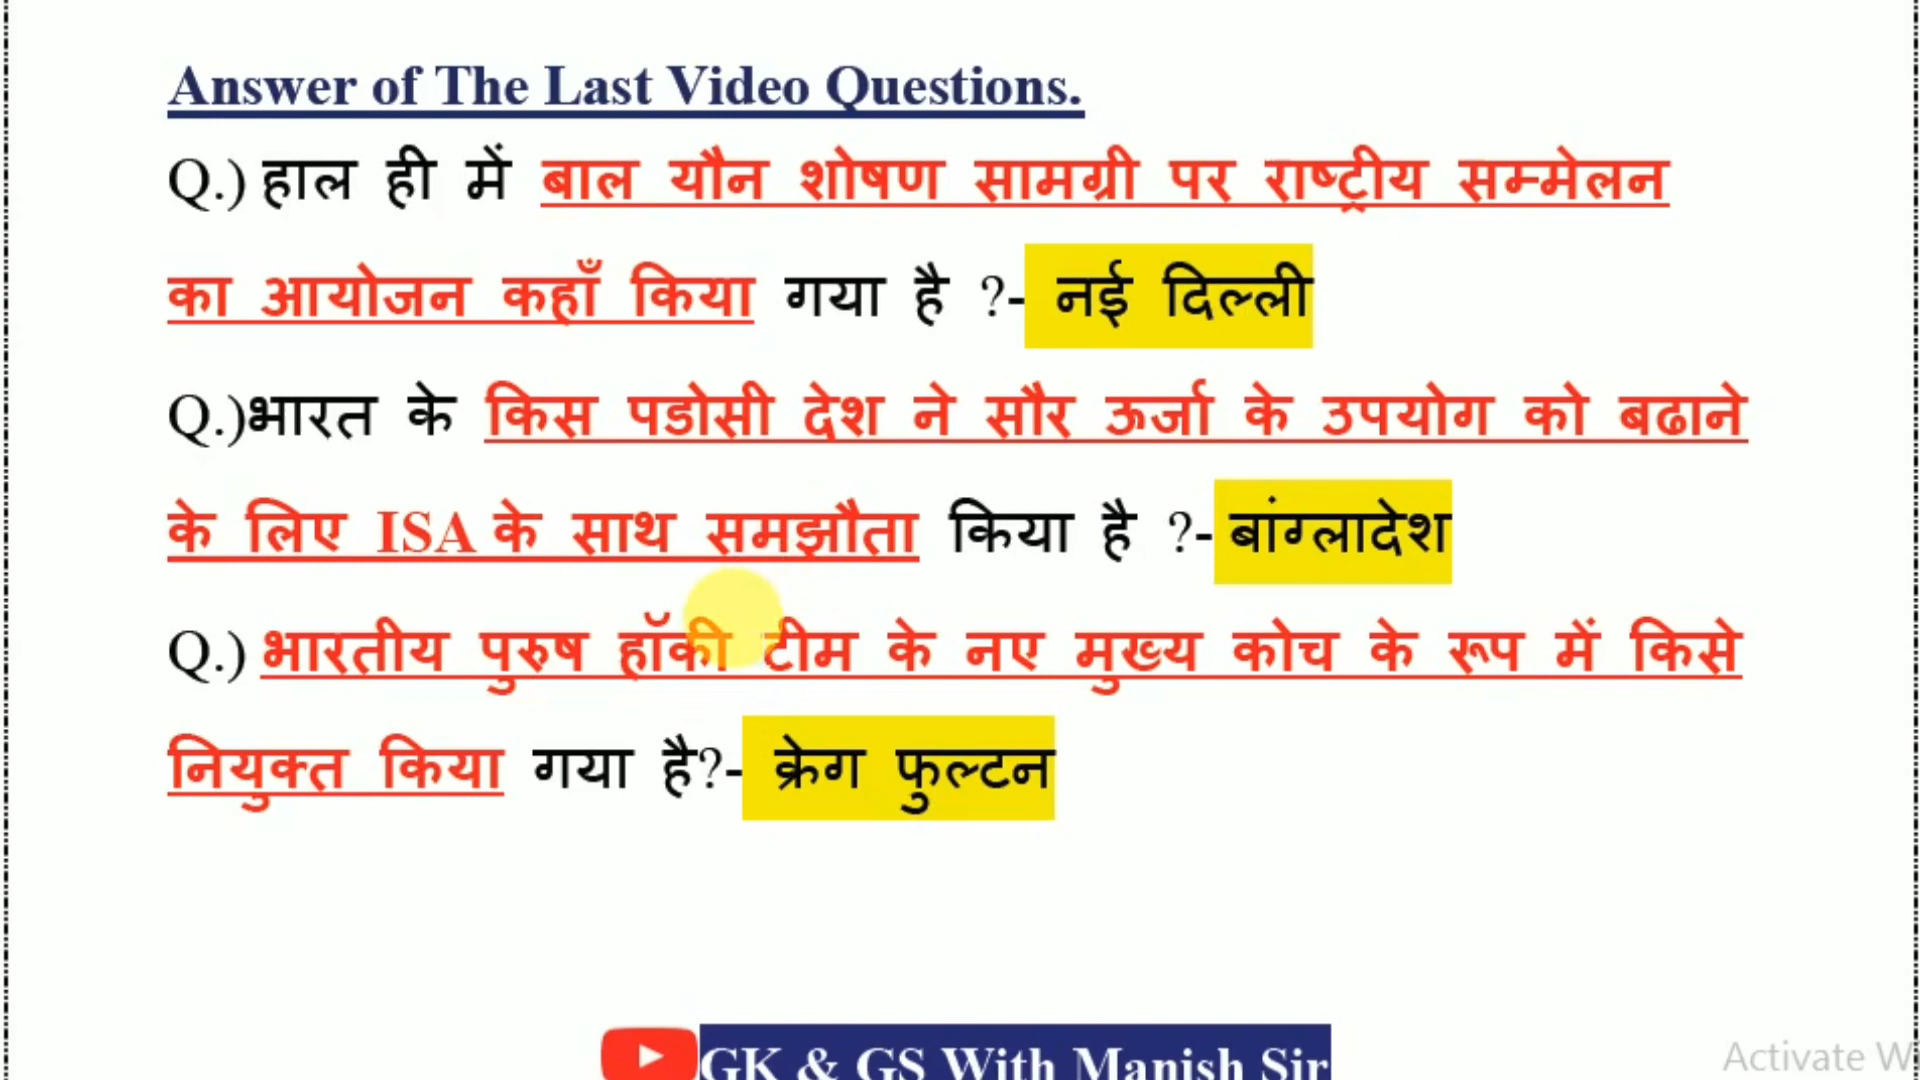 Answer of The Last Video Questions.
Q.) हाल ही में बाल यौन शोषण सामग्री पर राष्ट्रीय सम्मेलन
का आयोजन कहाँ किया गया है ?- नई दिल्ली
Q.)भारत के किस पडोसी देश ने सौर ऊर्जा के उपयोग को बढाने
के लिए ISA के साथ समझौता किया है ?- बांग्लादेश
Q.) भारतीय पुरुष हॉकी टीम के नए मुख्य कोच के रूप में किसे
नियुक्त किया गया है?- क्रेग फुल्टन
GK & GS With Manish Sir
Activate W